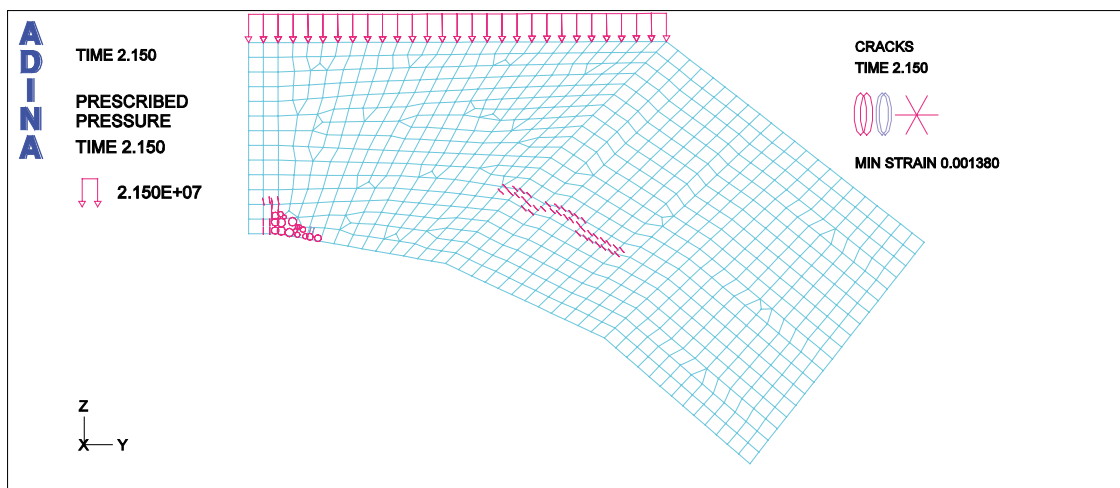 ADINA
TIME 2.150
PRESCRIBED
PRESSURE
TIME 2.150
2.150E+07
CRACKS
TIME 2.150
MIN STRAIN 0.001380
Z
X Y